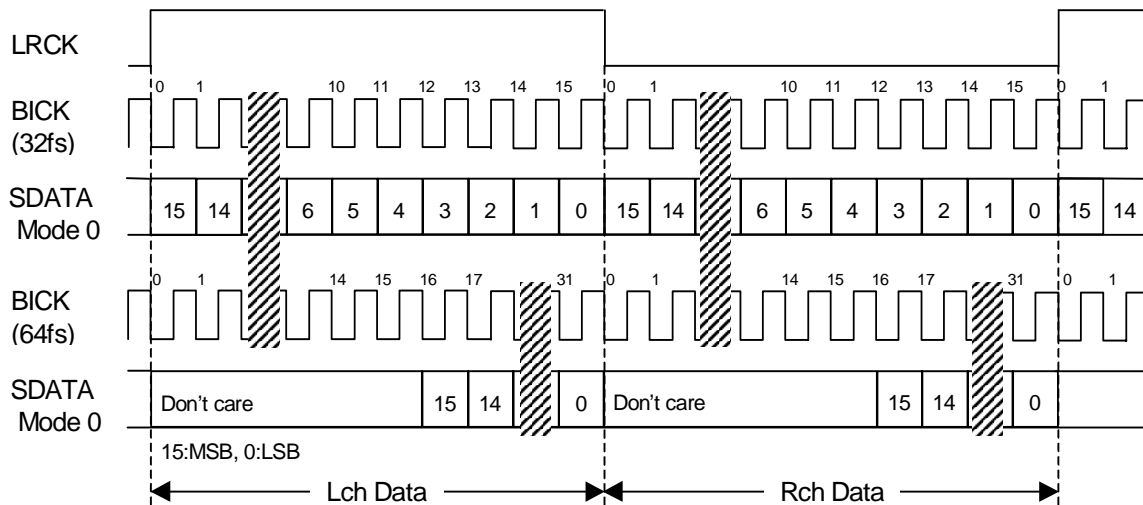 LRCK
0 1 10 11 12 13 14 15 0 1 10 11 12 13 14 15 0 1
BICK
(32fs)
SDATA
Mode 0
15 14 6 5 4 3 2 1 0 15 14 6 5 4 3 2 1 0 15 14
0 1 14 15 16 17 31 0 1 14 15 16 17 31 0 1
BICK
(64fs)
SDATA
Mode 0
Don't care 15 14 0 Don't care 15 14 0
15:MSB, 0:LSB
Lch Data Rch Data